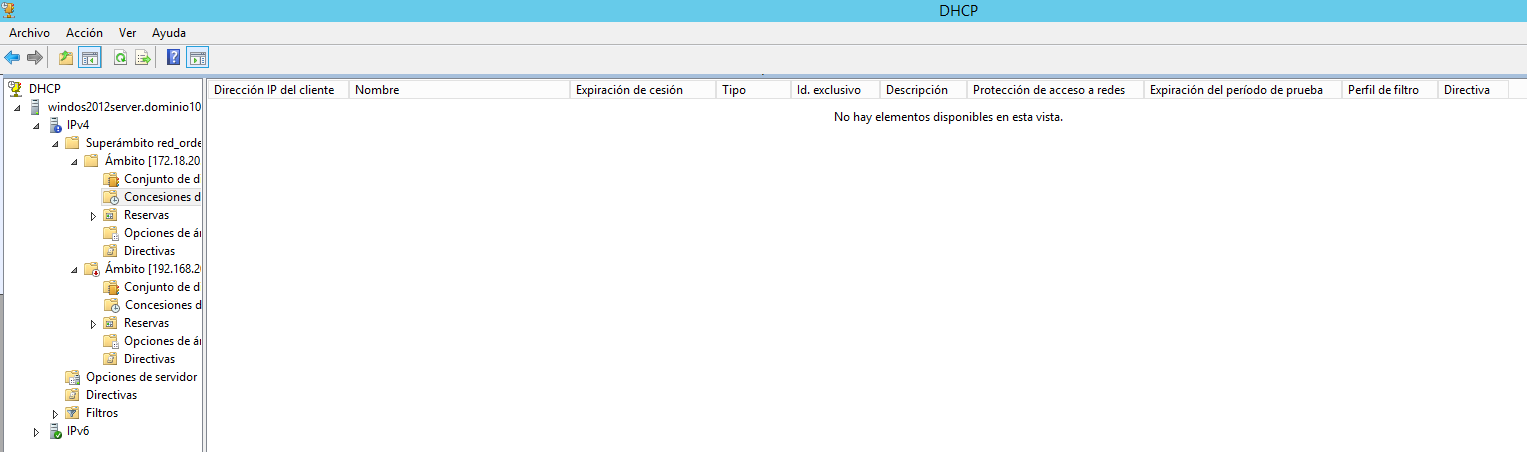 DHCP
Archivo Acción Ver Ayuda
DHCP
windos2012server.dominio10
IPv4
Superámbito red_orde
Ámbito [172.18.20
Conjunto de d
Concesiones d
Reservas
Opciones de á
Directivas
Ámbito [192.168.20
Conjunto de d
Concesiones d
Reservas
Opciones de á
Directivas
Opciones de servidor
Directivas
Filtros
IPv6
Dirección IP del cliente Nombre Expiración de cesión Tipo Id. exclusivo Descripción Protección de acceso a redes Expiración del período de prueba Perfil de filtro Directiva
No hay elementos disponibles en esta vista.